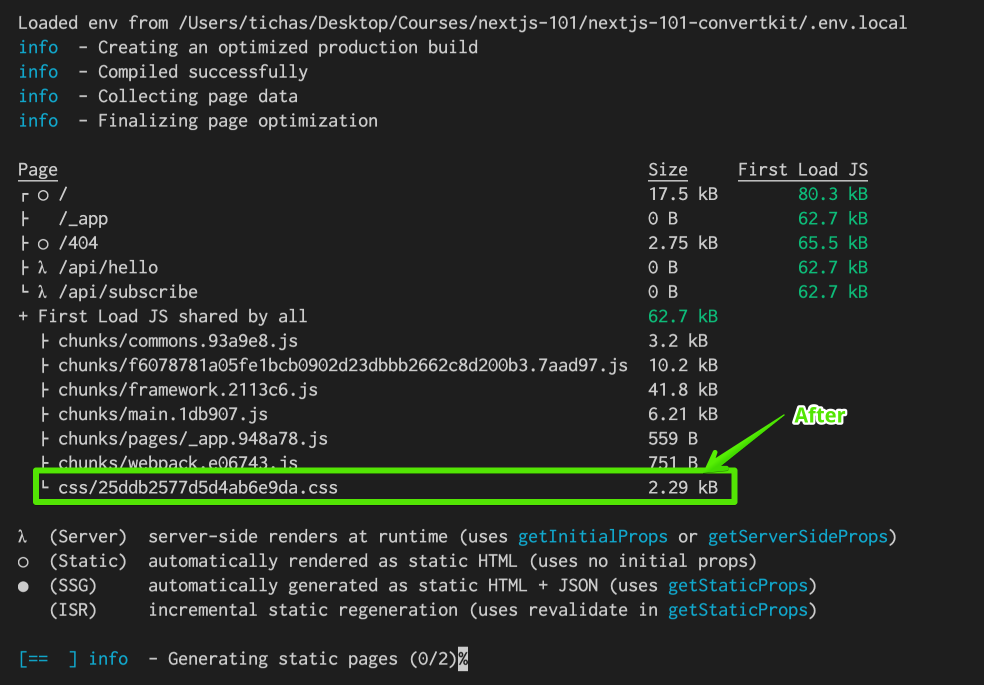 Loaded env from /Users/tichas/Desktop/Courses/nextjs-101/nextjs-101-convertkit/.env.local
info  - Creating an optimized production build
info  - Compiled successfully
info  - Collecting page data
info  - Finalizing page optimization
Page Size First Load JS
┌ ○ / 17.5 kB 80.3 kB
├   /_app 0 B 62.7 kB
├ ○ /404 2.75 kB 65.5 kB
├ λ /api/hello 0 B 62.7 kB
└ λ /api/subscribe 0 B 62.7 kB
+ First Load JS shared by all 62.7 kB
├ chunks/commons.93a9e8.js 3.2 kB
├ chunks/f6078781a05fe1bcb0902d23dbbb2662c8d200b3.7aad97.js 10.2 kB
├ chunks/framework.2113c6.js 41.8 kB
├ chunks/main.1db907.js 6.21 kB
After
├ chunks/pages/_app.948a78.js 559 B
├ chunks/webpack.e06743.js 751 B
└ css/25ddb2577d5d4ab6e9da.css 2.29 kB
λ  (Server)  server-side renders at runtime (uses getInitialProps or getServerSideProps)
○  (Static)  automatically rendered as static HTML (uses no initial props)
●  (SSG)     automatically generated as static HTML + JSON (uses getStaticProps)
(ISR)     incremental static regeneration (uses revalidate in getStaticProps)
[==  ] info  - Generating static pages (0/2)%